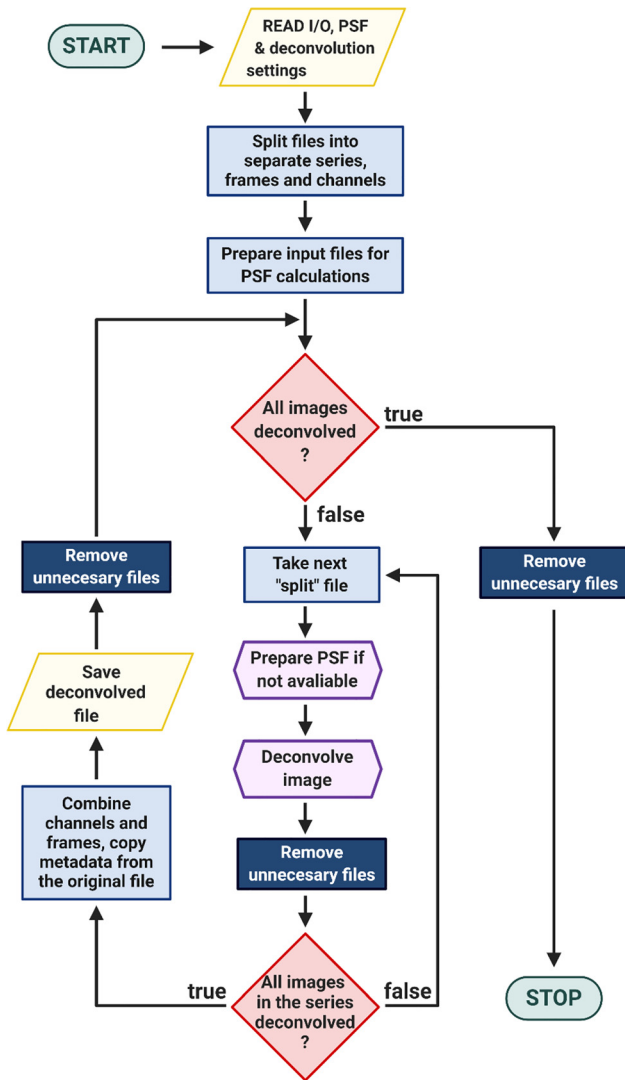 START
READ I/O, PSF
& deconvolution
settings
Split files into
separate series,
frames and channels
Prepare input files for
PSF calculations
All images
deconvolved
?
true
false
Remove
unnecesary files
Take next
"split" file
Remove
unnecesary files
Save
deconvolved
file
Prepare PSF if
not avaliable
Deconvolve
image
Combine
channels and
frames, copy
metadata from
the original file
Remove
unnecesary files
true
All images
in the series
deconvolved
?
false
STOP